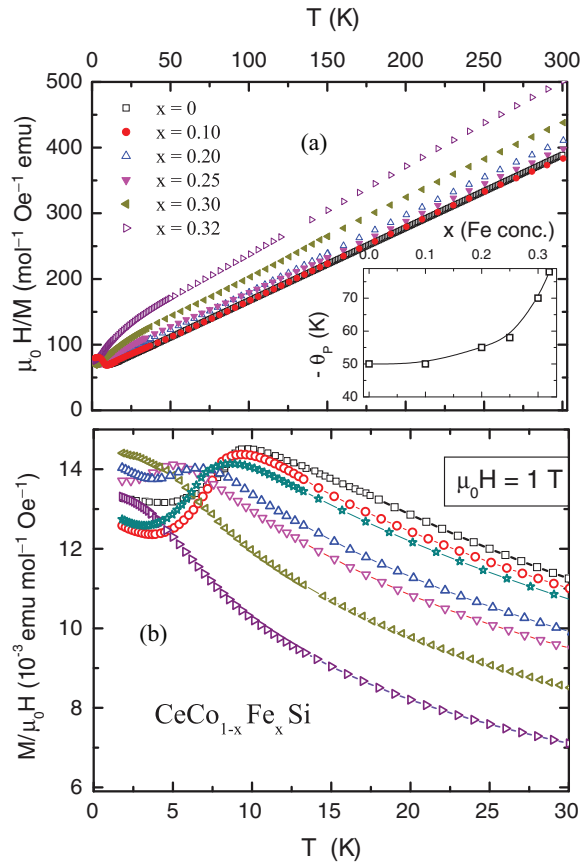 T (K)
0 50 100 150 200 250 300
500
400
300
200
100
0
μ₀ H/M (mol⁻¹ Oe⁻¹ emu)
x = 0
x = 0.10
x = 0.20
x = 0.25
x = 0.30
x = 0.32
(a)
x (Fe conc.)
0.0 0.1 0.2 0.3
70
60
50
40
- θP (K)
14
12
10
8
6
M/μ₀H (10⁻³ emu mol⁻¹ Oe⁻¹)
μ₀H = 1 T
(b)
CeCo₁₋ₓFeₓSi
0 5 10 15 20 25 30
T (K)